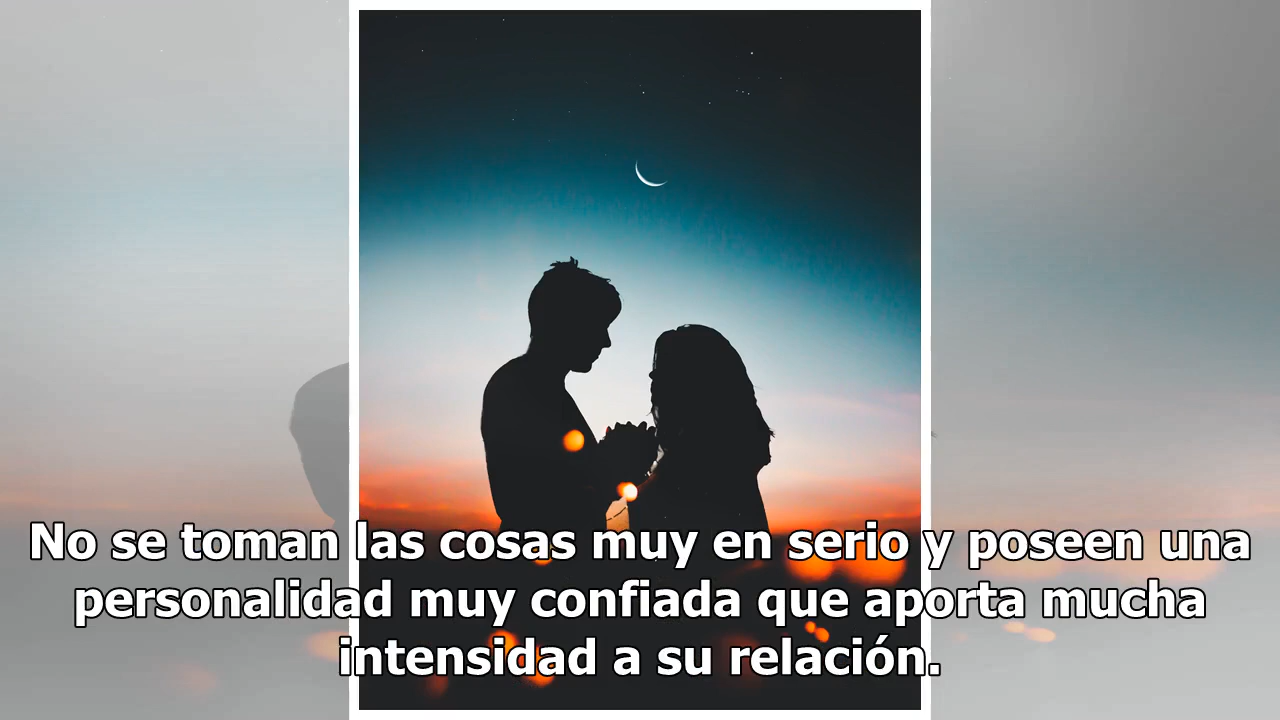 No se toman las cosas muy en serio y poseen una
personalidad muy confiada que aporta mucha
intensidad a su relación.